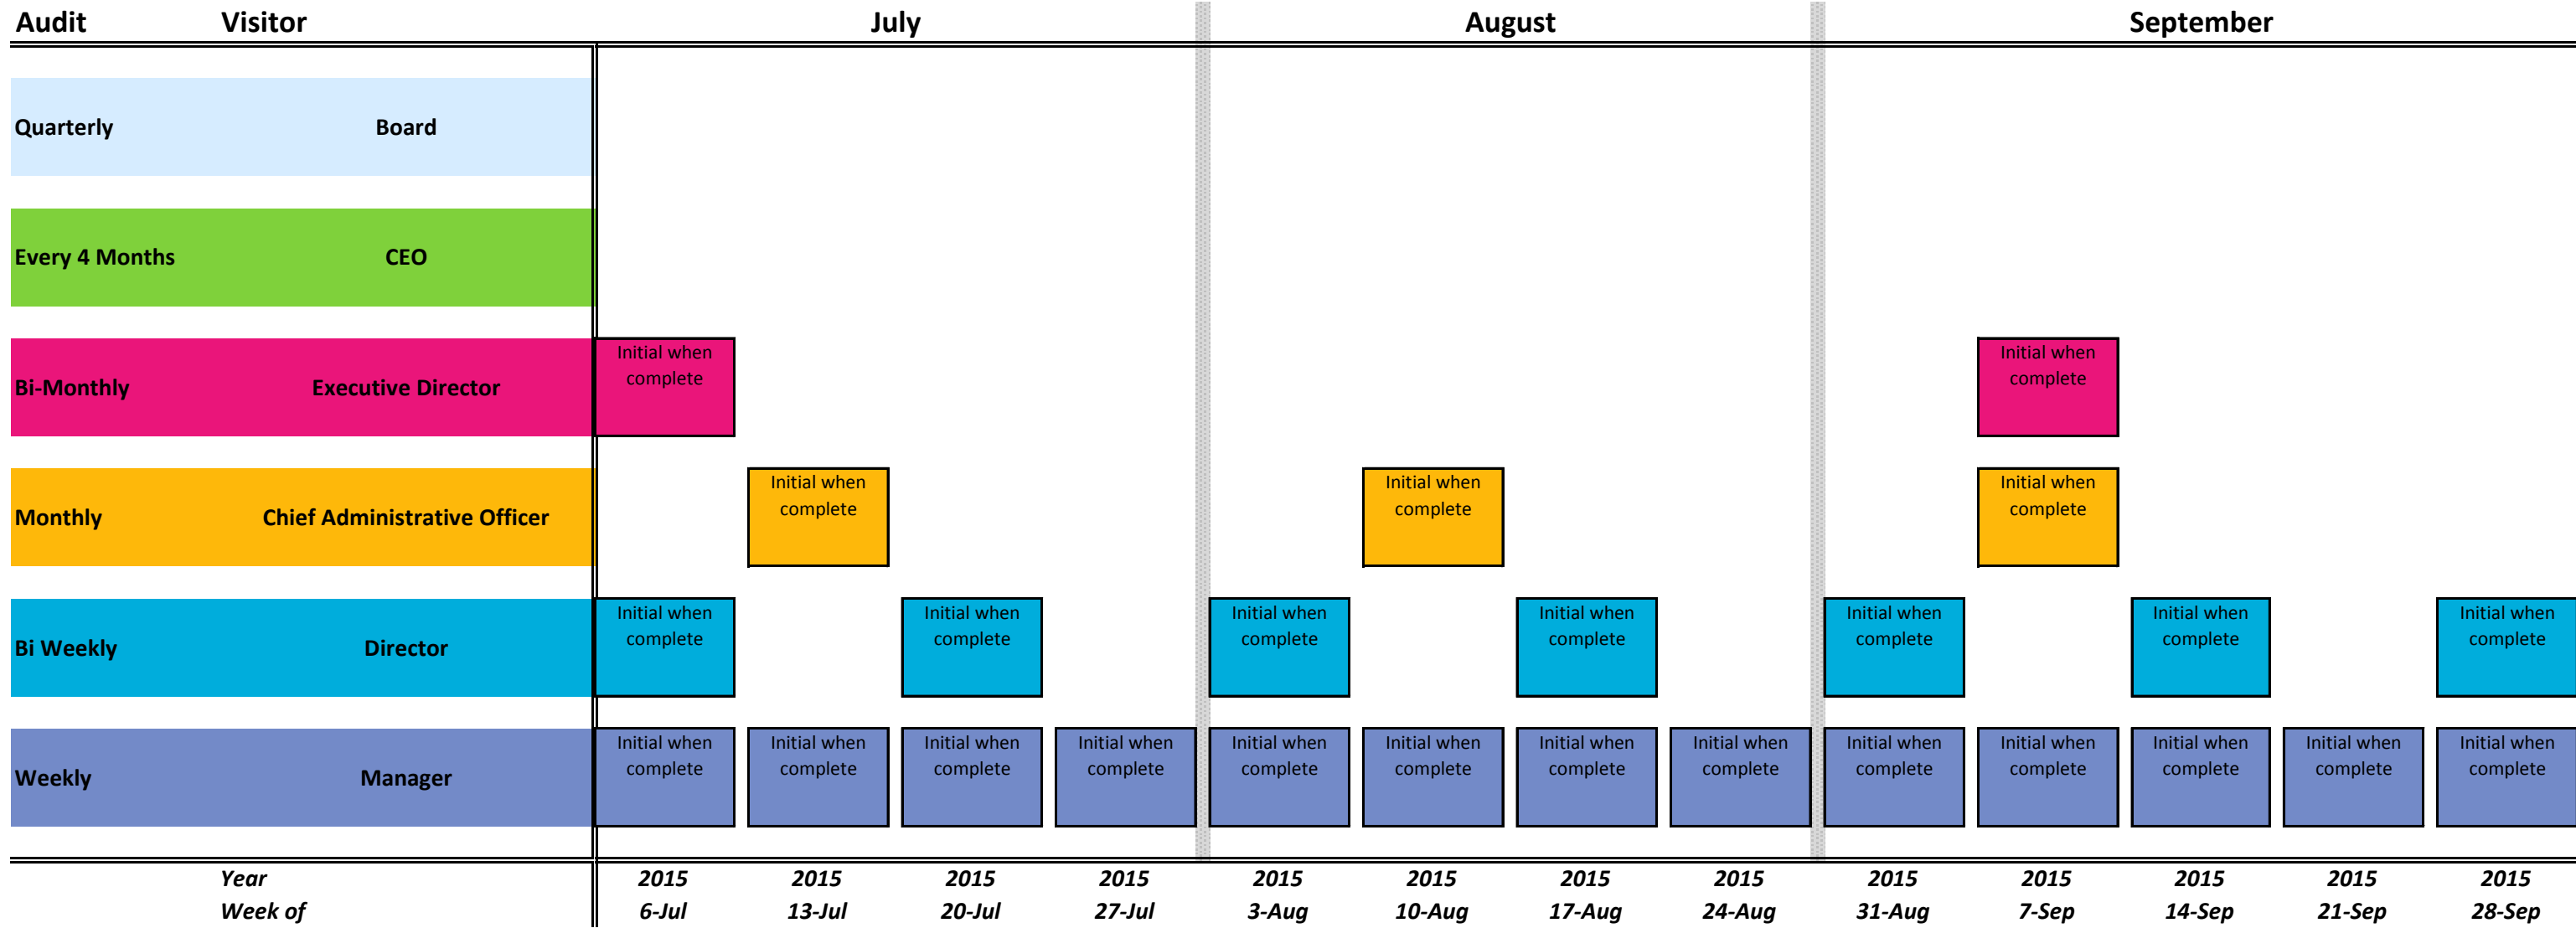 Audit Visitor July August September
Quarterly Board
Every 4 Months CEO
Initial when Initial when
complete complete
Bi-Monthly Executive Director
Initial when Initial when Initial when
complete complete complete
Monthly Chief Administrative Officer
Initial when Initial when Initial when Initial when Initial when Initial when Initial when
complete complete complete complete complete complete complete
Bi Weekly Director
Initial when Initial when Initial when Initial when Initial when Initial when Initial when Initial when Initial when Initial when Initial when Initial when Initial when
complete complete complete complete complete complete complete complete complete complete complete complete complete
Weekly Manager
Year 2015 2015 2015 2015 2015 2015 2015 2015 2015 2015 2015 2015 2015
Week of 6-Jul 13-Jul 20-Jul 27-Jul 3-Aug 10-Aug 17-Aug 24-Aug 31-Aug 7-Sep 14-Sep 21-Sep 28-Sep